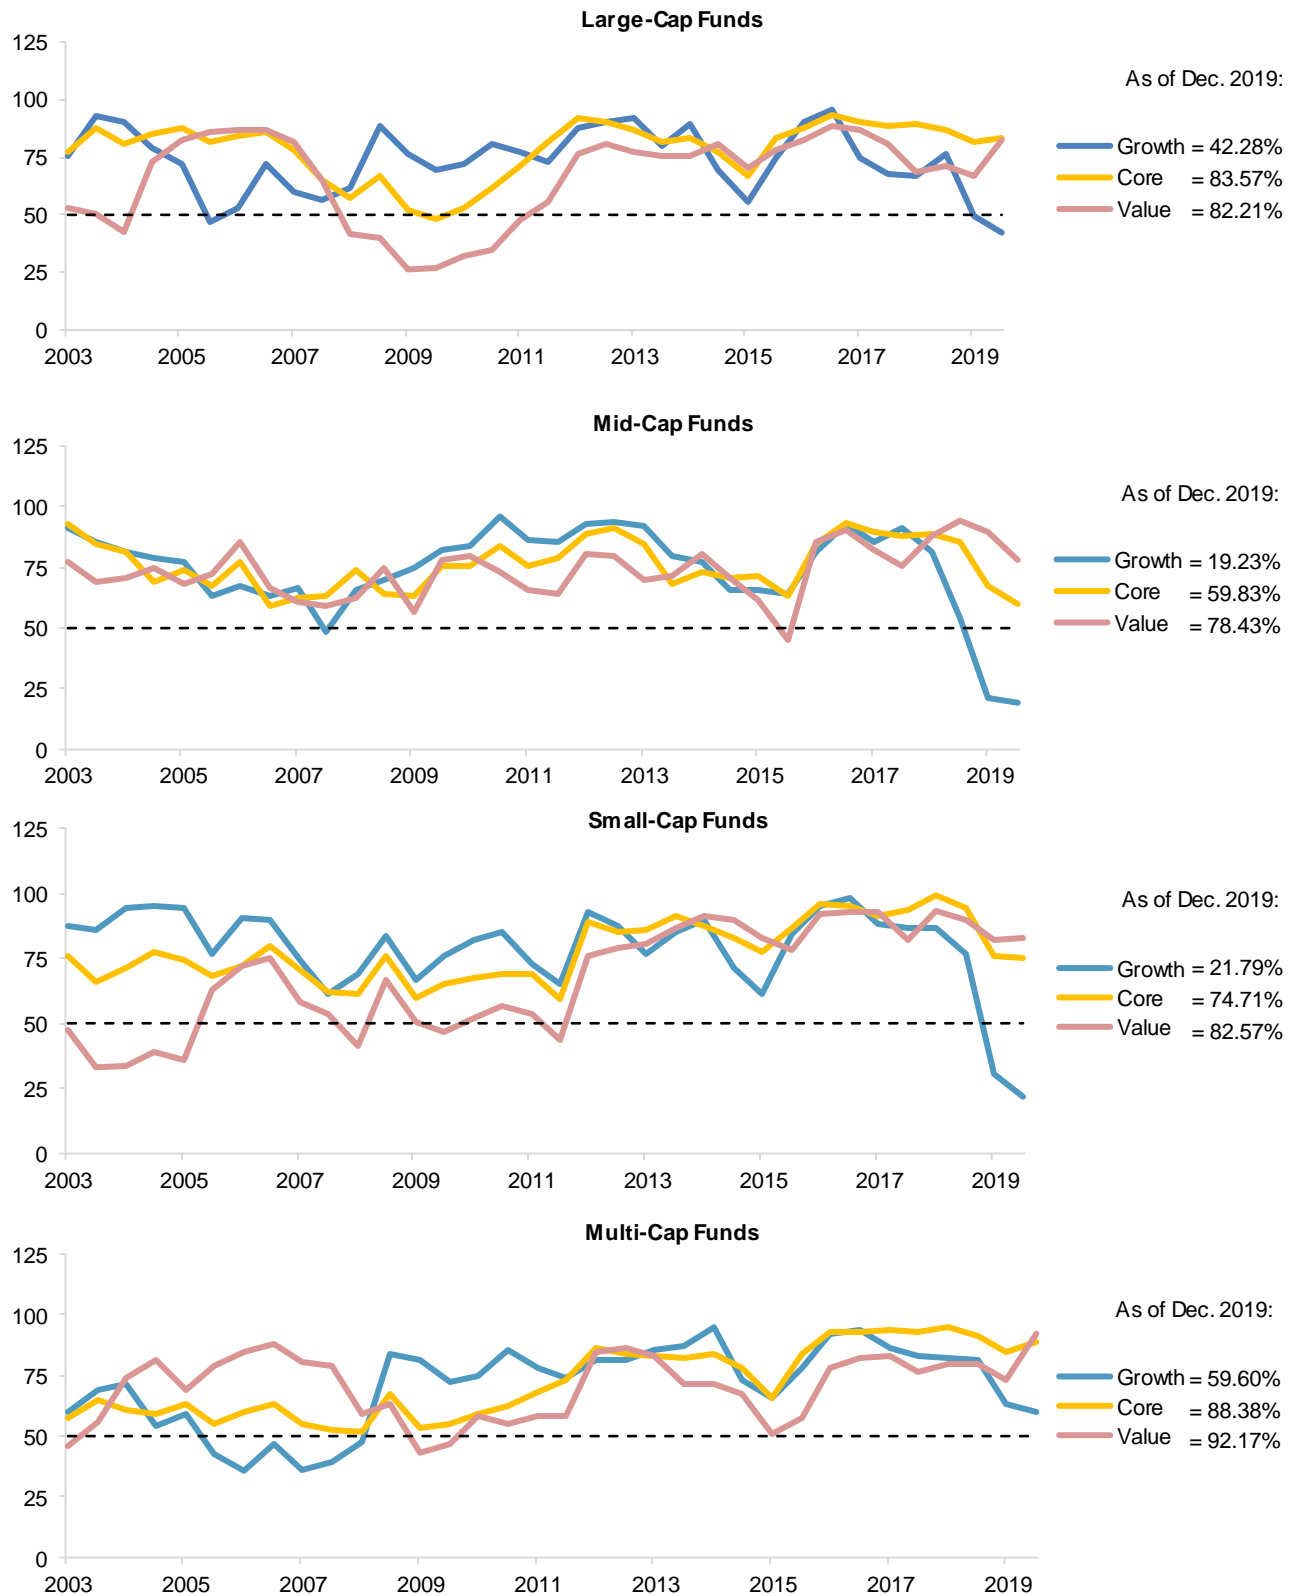 Large-Cap Funds
125
100
75
50
25
0
2003 2005 2007 2009 2011 2013 2015 2017 2019
As of Dec. 2019:
Growth = 42.28%
Core = 83.57%
Value = 82.21%
Mid-Cap Funds
125
100
75
50
25
0
2003 2005 2007 2009 2011 2013 2015 2017 2019
As of Dec. 2019:
Growth = 19.23%
Core = 59.83%
Value = 78.43%
Small-Cap Funds
125
100
75
50
25
0
2003 2005 2007 2009 2011 2013 2015 2017 2019
As of Dec. 2019:
Growth = 21.79%
Core = 74.71%
Value = 82.57%
Multi-Cap Funds
125
100
75
50
25
0
2003 2005 2007 2009 2011 2013 2015 2017 2019
As of Dec. 2019:
Growth = 59.60%
Core = 88.38%
Value = 92.17%